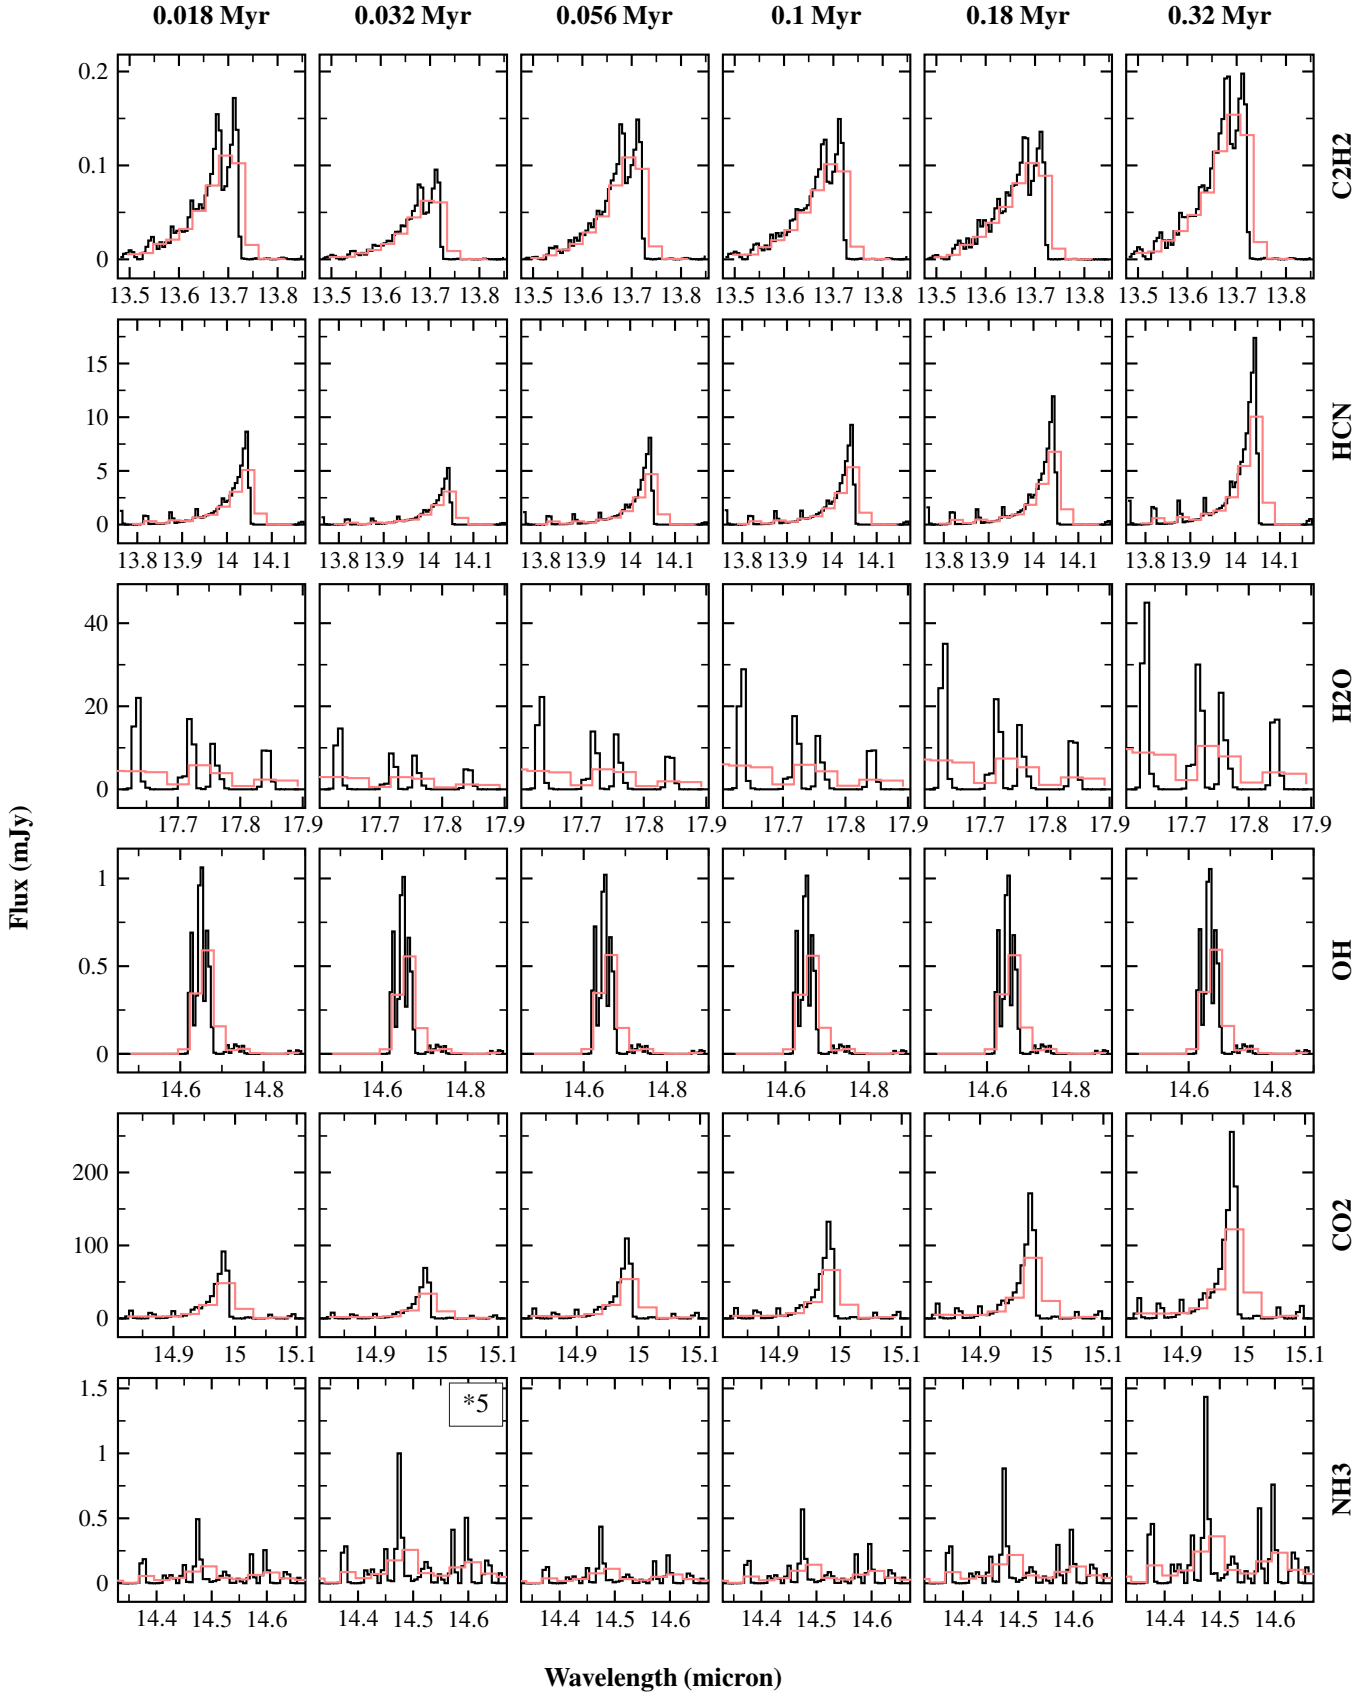 0.018 Myr 0.032 Myr 0.056 Myr 0.1 Myr 0.18 Myr 0.32 Myr
0.2
0.1
0
C2H2
13.5 13.6 13.7 13.8 13.5 13.6 13.7 13.8 13.5 13.6 13.7 13.8 13.5 13.6 13.7 13.8 13.5 13.6 13.7 13.8 13.5 13.6 13.7 13.8
15
10
5
0
HCN
13.8 13.9 14 14.1 13.8 13.9 14 14.1 13.8 13.9 14 14.1 13.8 13.9 14 14.1 13.8 13.9 14 14.1 13.8 13.9 14 14.1
40
20
0
H2O
17.7 17.8 17.9 17.7 17.8 17.9 17.7 17.8 17.9 17.7 17.8 17.9 17.7 17.8 17.9 17.7 17.8 17.9
Flux (mJy)
1
0.5
0
OH
14.6 14.8 14.6 14.8 14.6 14.8 14.6 14.8 14.6 14.8 14.6 14.8
200
100
0
CO2
14.9 15 15.1 14.9 15 15.1 14.9 15 15.1 14.9 15 15.1 14.9 15 15.1 14.9 15 15.1
1.5
*5
1
0.5
0
NH3
14.4 14.5 14.6 14.4 14.5 14.6 14.4 14.5 14.6 14.4 14.5 14.6 14.4 14.5 14.6 14.4 14.5 14.6
Wavelength (micron)